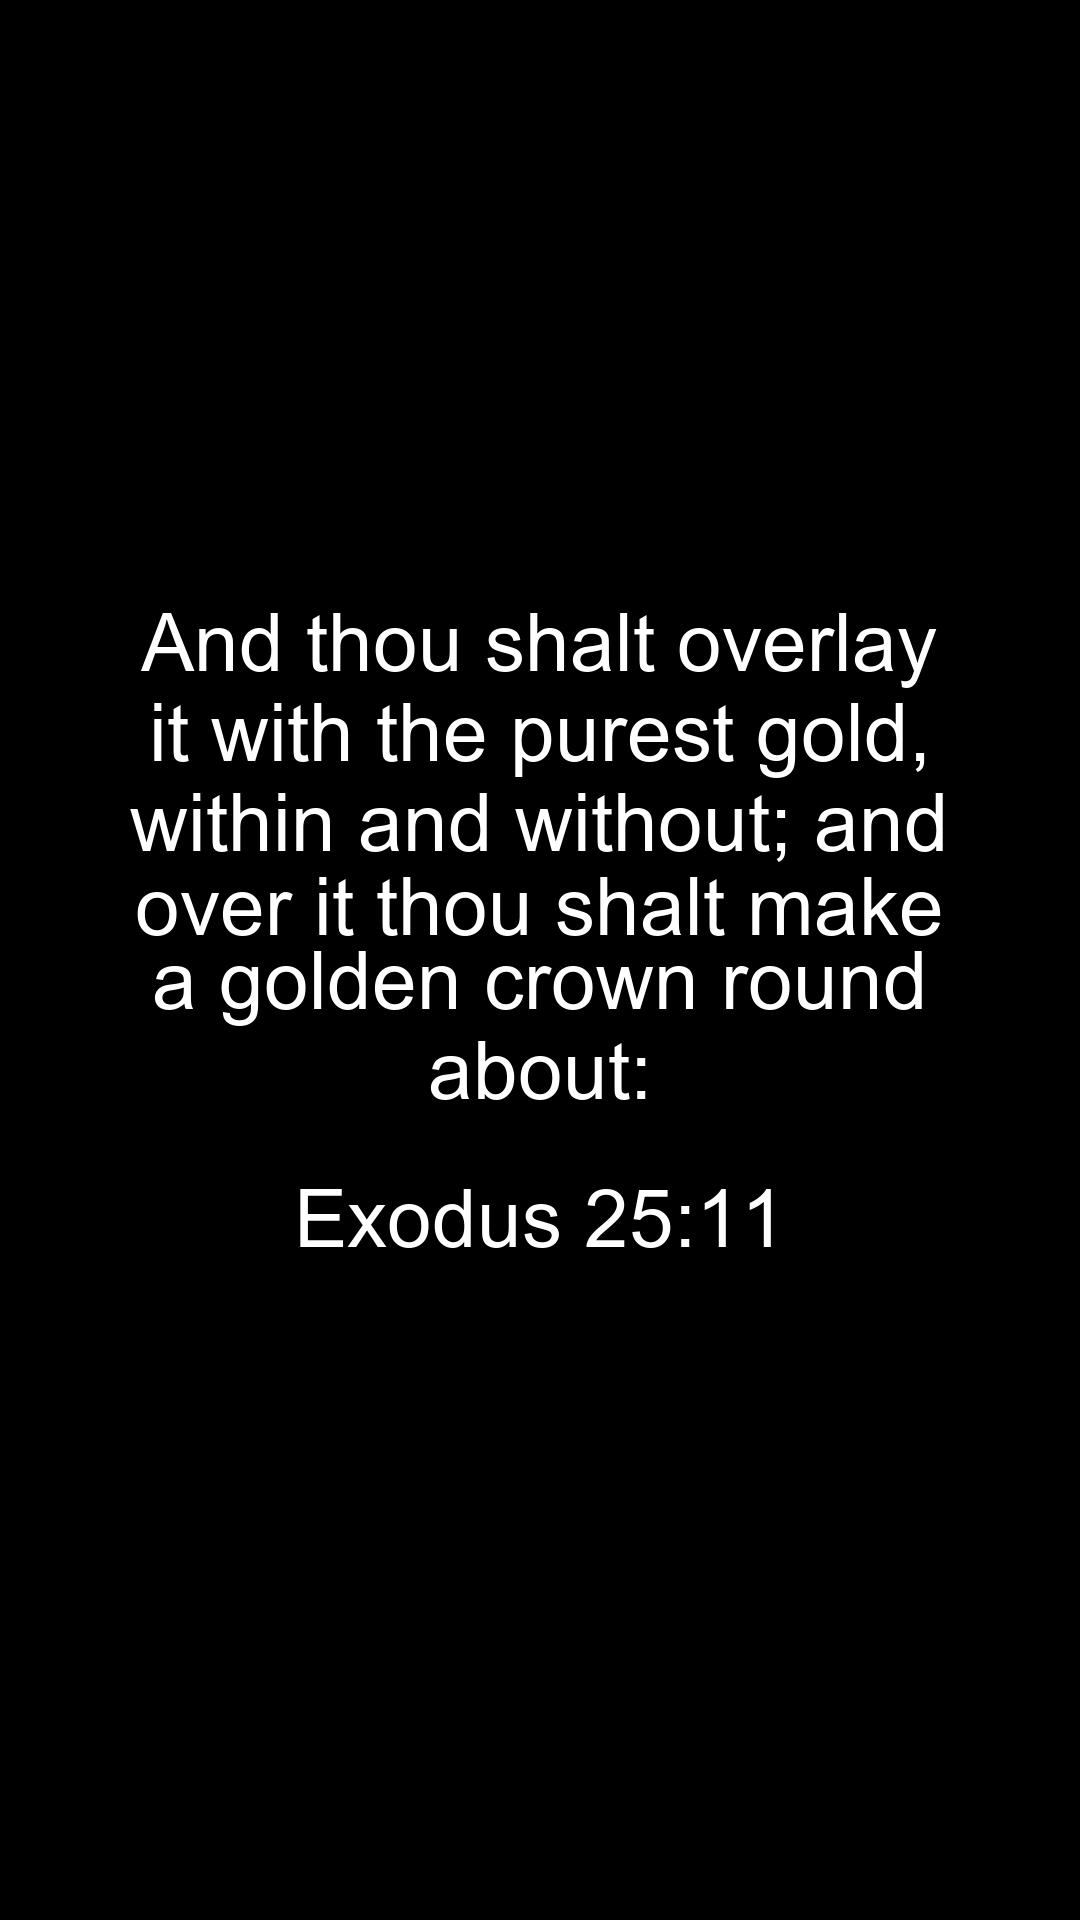 And thou shalt overlay
it with the purest gold,
within and without; and
over it thou shalt make
a golden crown round
about:
Exodus 25:11